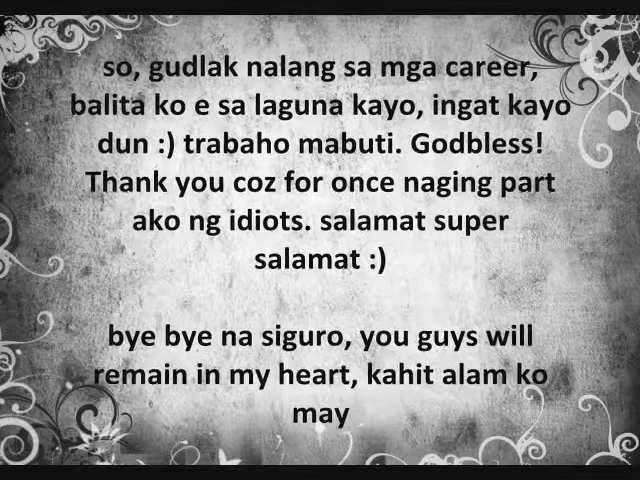 so, gudlak nalang sa mga career,
balita ko e sa laguna kayo, ingat kayo
dun :) trabaho mabuti. Godbless!
Thank you coz for once naging part
ako ng idiots. salamat super
salamat :)
bye bye na siguro, you guys will
remain in my heart, kahit alam ko
may